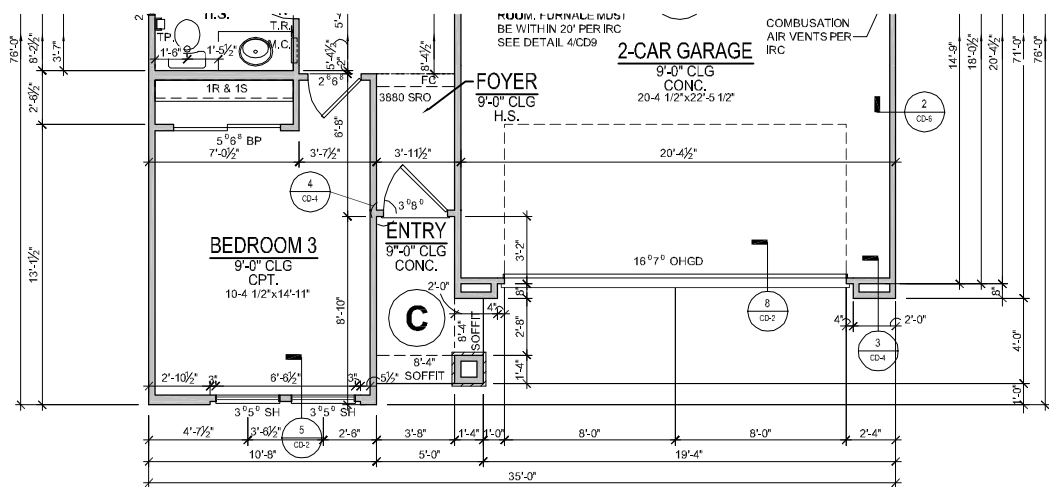 H.S.
T.R.
M.C.
TP.
1'-6"
1'-5½"
2
76'-0"
8'-2½"
3'-7"
5'-4½"
8'-4½"
2°6⁸
FC
3880 SRO
FOYER
9'-0" CLG
H.S.
ROOM. FURNACE MUST
BE WITHIN 20' PER IRC
SEE DETAIL 4/CD9
2-CAR GARAGE
9'-0" CLG
CONC.
20-4 1/2"x22'-5 1/2"
COMBUSATION
AIR VENTS PER
IRC
14'-9"
18'-0½"
20'-4½"
71'-0"
76'-0"
2
CD-6
1R & 1S
2'-6½"
6'-8"
5°6⁸ BP
7'-0½"
3'-7½"
3'-11½"
20'-4½"
4
CD-4
3°8⁰
ENTRY
9"-0" CLG
CONC.
BEDROOM 3
9'-0" CLG
CPT.
10-4 1/2"x14'-11"
13'-1½"
8'-10"
3'-2"
16⁰7⁰ OHGD
8"
8"
2'-0"
4"
C
8'-4"
SOFFIT
2'-8"
8
CD-2
4"
2'-0"
3
CD-4
4'-0"
8'-4"
SOFFIT
1'-4"
1'-0"
2'-10½"
3"
6'-6½"
3"
5½"
3⁰5⁰ SH
3⁰5⁰ SH
5
CD-2
4'-7½"
3'-6½"
2'-6"
3'-8"
1'-4"
1'-0"
8'-0"
8'-0"
2'-4"
10'-8"
5'-0"
19'-4"
35'-0"